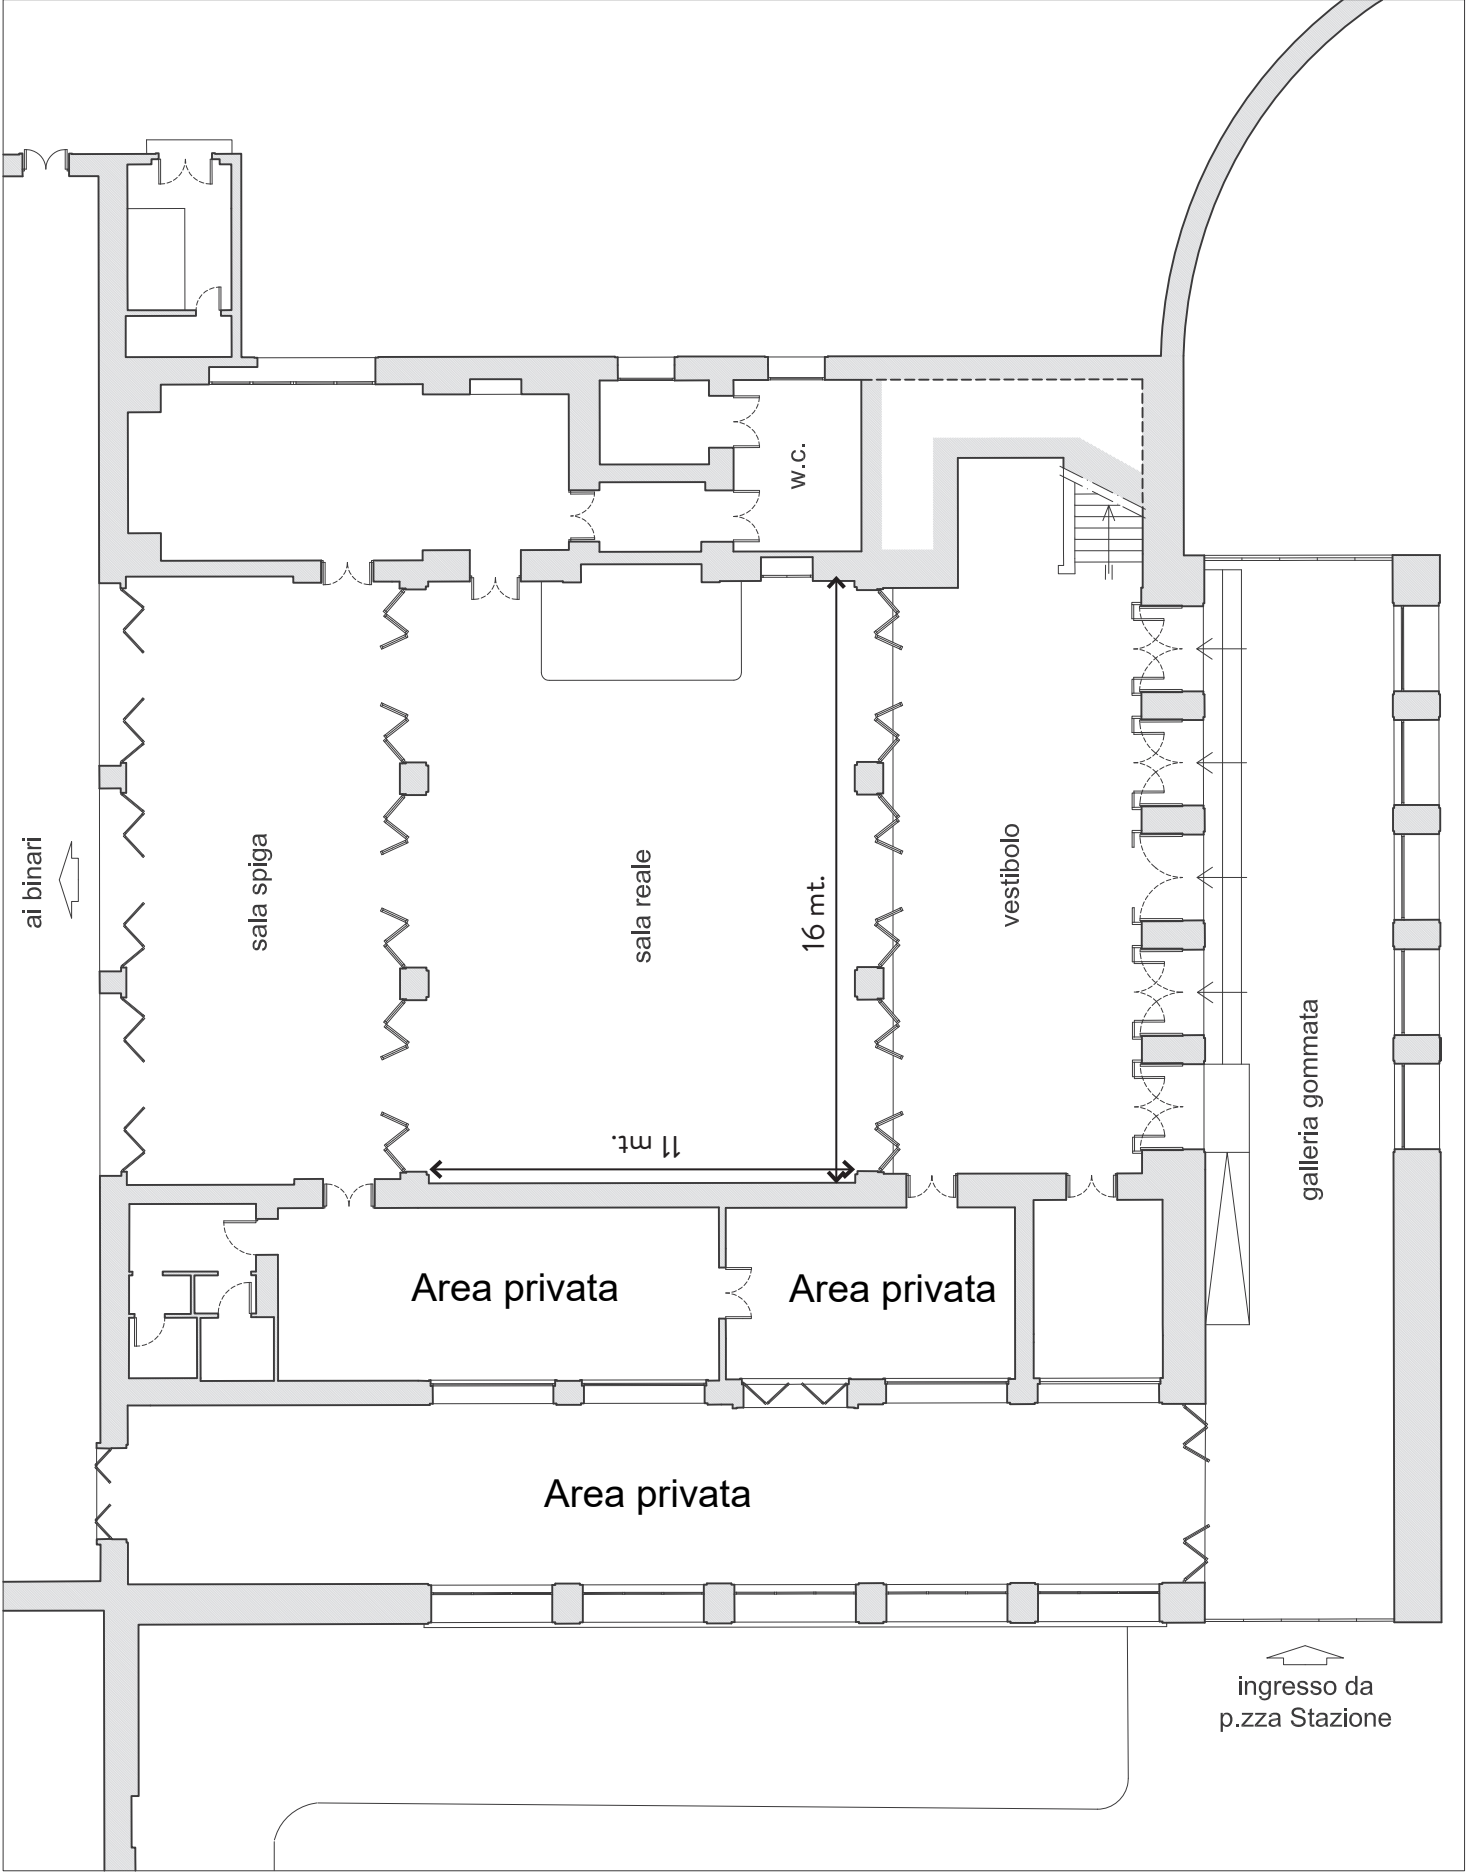 w.c.
ai binari
sala spiga
sala reale
16 mt.
vestibolo
galleria gommata
11 mt.
Area privata
Area privata
Area privata
ingresso da
p.zza Stazione